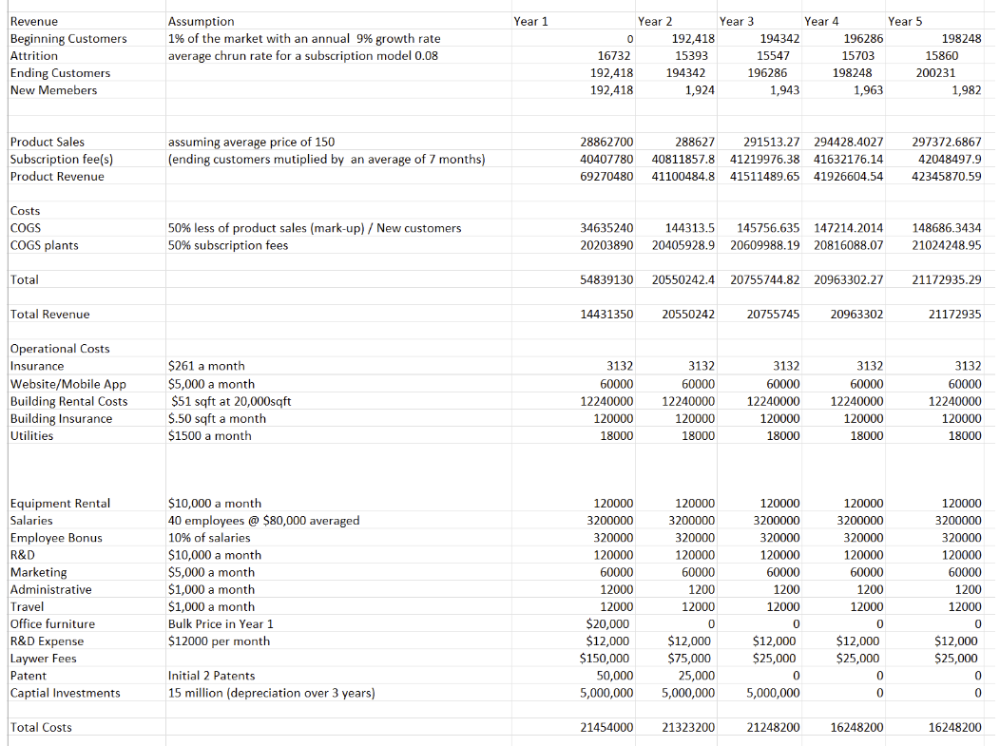 Revenue Assumption Year 1 Year 2 Year 3 Year 4 Year 5
Beginning Customers 1% of the market with an annual 9% growth rate 0 192,418 194342 196286 198248
Attrition average chrun rate for a subscription model 0.08 16732 15393 15547 15703 15860
Ending Customers 192,418 194342 196286 198248 200231
New Memebers 192,418 1,924 1,943 1,963 1,982
Product Sales assuming average price of 150 28862700 288627 291513.27 294428.4027 297372.6867
Subscription fee(s) (ending customers mutiplied by an average of 7 months) 40407780 40811857.8 41219976.38 41632176.14 42048497.9
Product Revenue 69270480 41100484.8 41511489.65 41926604.54 42345870.59
Costs
COGS 50% less of product sales (mark-up) / New customers 34635240 144313.5 145756.635 147214.2014 148686.3434
COGS plants 50% subscription fees 20203890 20405928.9 20609988.19 20816088.07 21024248.95
Total 54839130 20550242.4 20755744.82 20963302.27 21172935.29
Total Revenue 14431350 20550242 20755745 20963302 21172935
Operational Costs
Insurance $261 a month 3132 3132 3132 3132 3132
Website/Mobile App $5,000 a month 60000 60000 60000 60000 60000
Building Rental Costs $51 sqft at 20,000sqft 12240000 12240000 12240000 12240000 12240000
Building Insurance $.50 sqft a month 120000 120000 120000 120000 120000
Utilities $1500 a month 18000 18000 18000 18000 18000
Equipment Rental $10,000 a month 120000 120000 120000 120000 120000
Salaries 40 employees @ $80,000 averaged 3200000 3200000 3200000 3200000 3200000
Employee Bonus 10% of salaries 320000 320000 320000 320000 320000
R&D $10,000 a month 120000 120000 120000 120000 120000
Marketing $5,000 a month 60000 60000 60000 60000 60000
Administrative $1,000 a month 12000 1200 1200 1200 1200
Travel $1,000 a month 12000 12000 12000 12000 12000
Office furniture Bulk Price in Year 1 $20,000 0 0 0 0
R&D Expense $12000 per month $12,000 $12,000 $12,000 $12,000 $12,000
Laywer Fees $150,000 $75,000 $25,000 $25,000 $25,000
Patent Initial 2 Patents 50,000 25,000 0 0 0
Captial Investments 15 million (depreciation over 3 years) 5,000,000 5,000,000 5,000,000 0 0
Total Costs 21454000 21323200 21248200 16248200 16248200